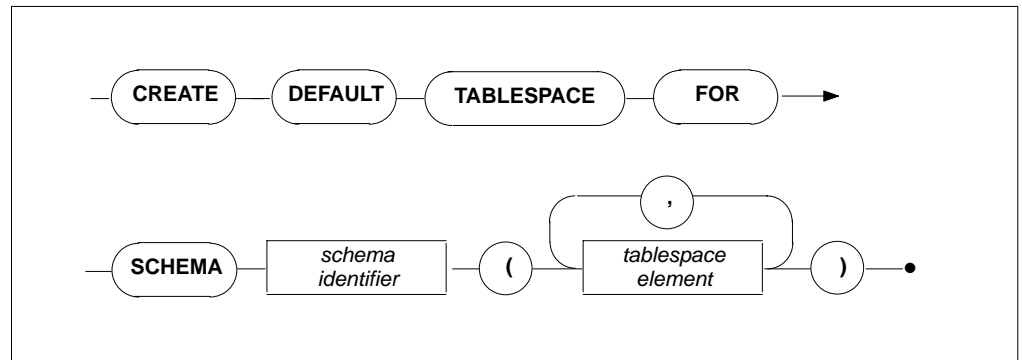 CREATE DEFAULT TABLESPACE FOR
,
SCHEMA schema identifier ( tablespace element )